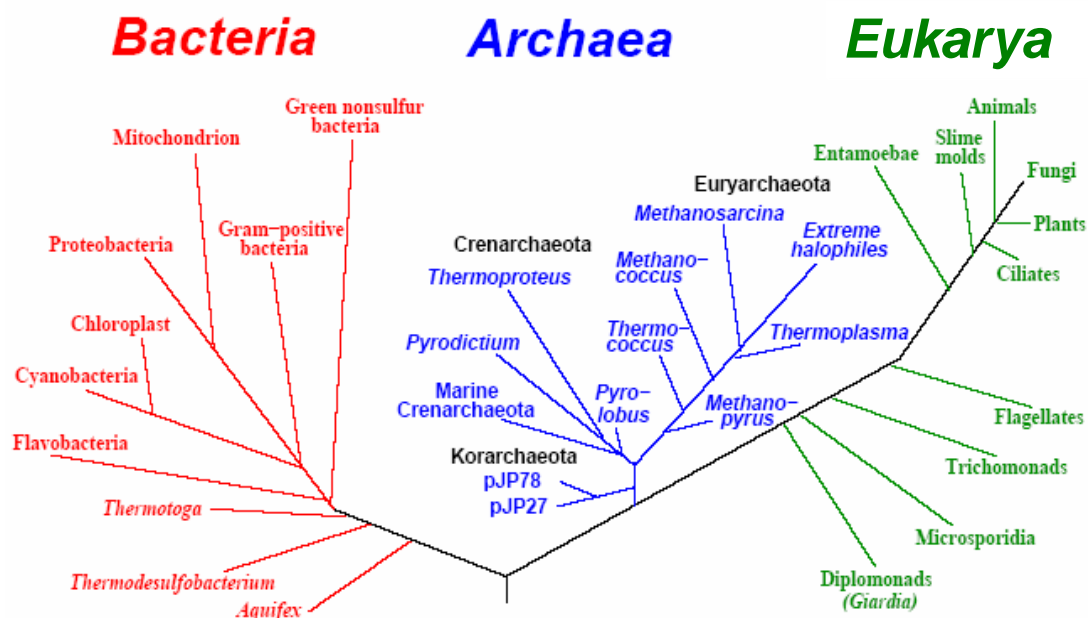 Bacteria
Archaea
Eukarya
Green nonsulfur
bacteria
Mitochondrion
Gram−positive
bacteria
Proteobacteria
Chloroplast
Cyanobacteria
Flavobacteria
Thermotoga
Thermodesulfobacterium
Aquifex
Crenarchaeota
Thermoproteus
Pyrodictium
Marine
Crenarchaeota
Pyro−
lobus
Korarchaeota
pJP78
pJP27
Euryarchaeota
Methanosarcina
Extreme
halophiles
Methano−
coccus
Thermo−
coccus
Thermoplasma
Methano−
pyrus
Animals
Slime
molds
Entamoebae
Fungi
Plants
Ciliates
Flagellates
Trichomonads
Microsporidia
Diplomonads
(Giardia)